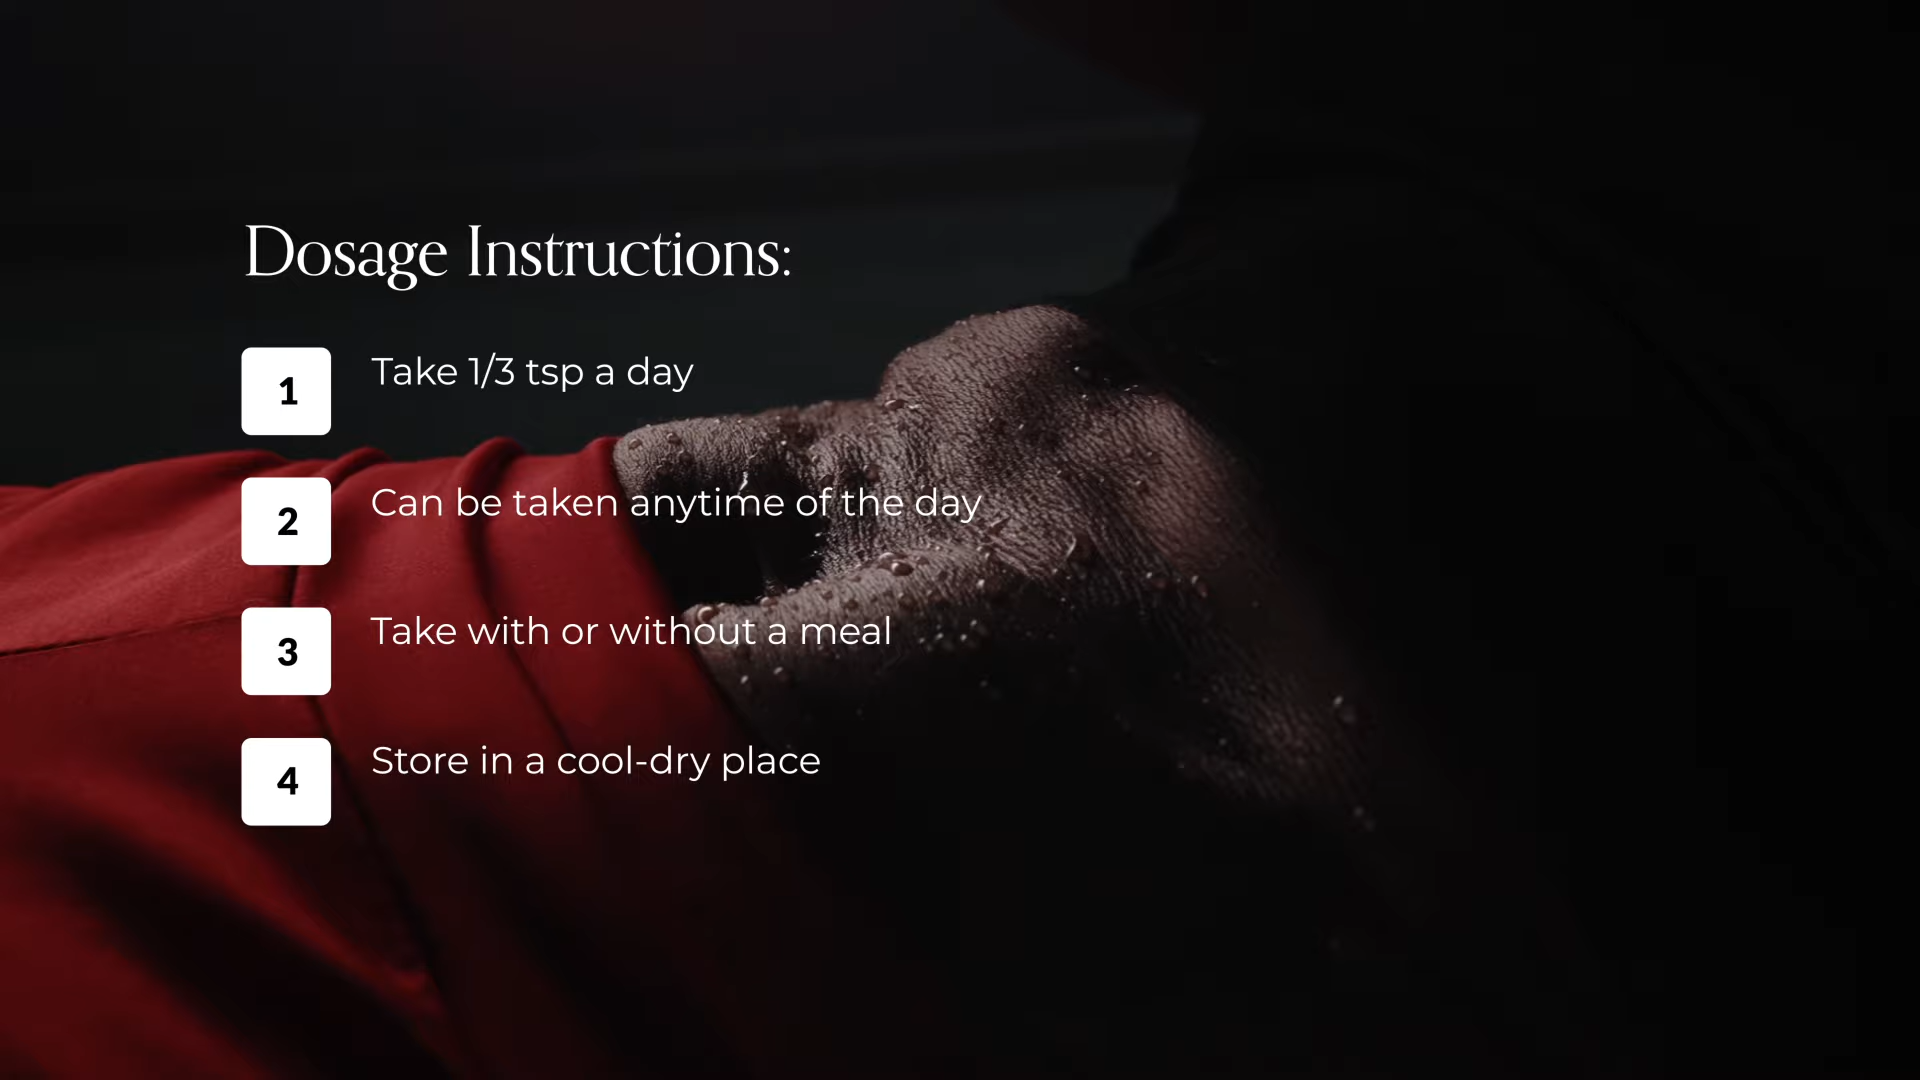 Dosage Instructions:
1 Take 1/3 tsp a day
2 Can be taken anytime of the day
3 Take with or without a meal
4 Store in a cool-dry place